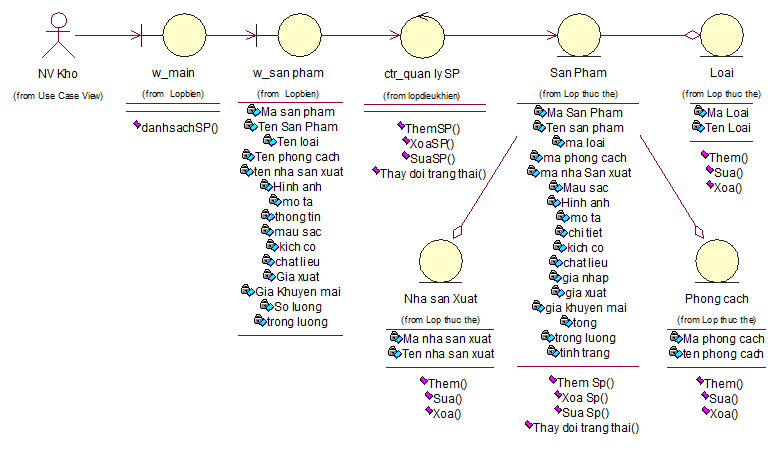 NV Kho
(from Use Case View)
w_main
(from Lopbien)
danhsachSP()
w_san pham
(from Lopbien)
Ma san pham
Ten San Pham
Ten loai
Ten phong cach
ten nha san xuat
Hinh anh
mo ta
thong tin
mau sac
kich co
chat lieu
Gia xuat
Gia Khuyen mai
So luong
trong luong
ctr_quan ly SP
(from lopdieukhien)
ThemSP()
XoaSP()
SuaSP()
Thay doi trang thai()
San Pham
(from Lop thuc the)
Ma San Pham
Ten san pham
ma loai
ma phong cach
ma nha San xuat
Mau sac
Hinh anh
mo ta
chi tiet
kich co
chat lieu
gia nhap
gia xuat
gia khuyen mai
tong
trong luong
tinh trang
Them Sp()
Xoa Sp()
Sua Sp()
Thay doi trang thai()
Loai
(from Lop thuc the)
Ma Loai
Ten Loai
Them()
Sua()
Xoa()
Nha san Xuat
(from Lop thuc the)
Ma nha san xuat
Ten nha san xuat
Them()
Sua()
Xoa()
Phong cach
(from Lop thuc the)
Ma phong cach
ten phong cach
Them()
Sua()
Xoa()